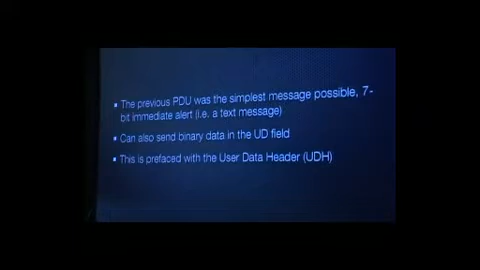 ▪ The previous PDU was the simplest message possible, 7-
bit immediate alert (i.e. a text message)
▪ Can also send binary data in the UD field
▪ This is prefaced with the User Data Header (UDH)